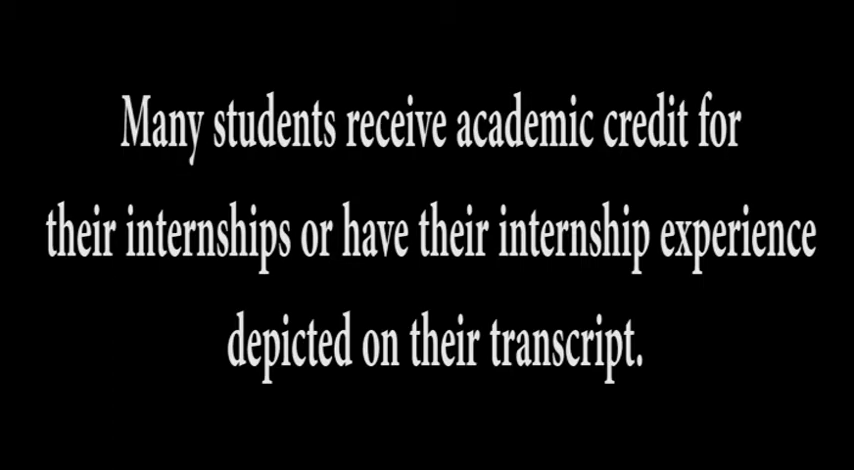 Many students receive academic credit for
their internships or have their internship experience
depicted on their transcript.